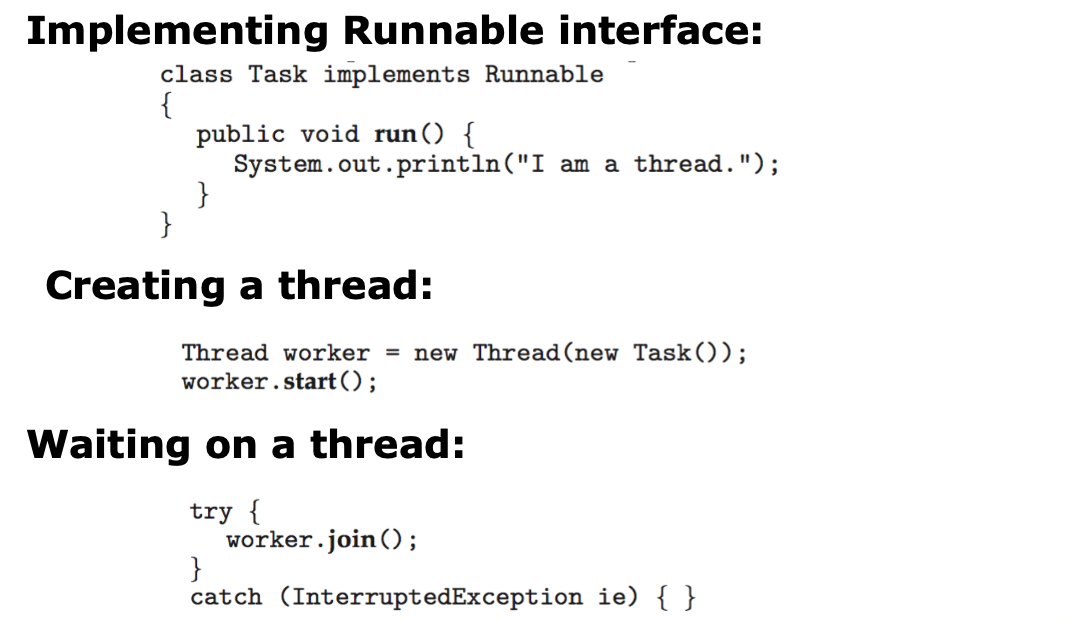 Implementing Runnable interface:
class Task implements Runnable
{
public void run() {
System.out.println("I am a thread.");
}
}
Creating a thread:
Thread worker = new Thread(new Task());
worker.start();
Waiting on a thread:
try {
worker.join();
}
catch (InterruptedException ie) { }